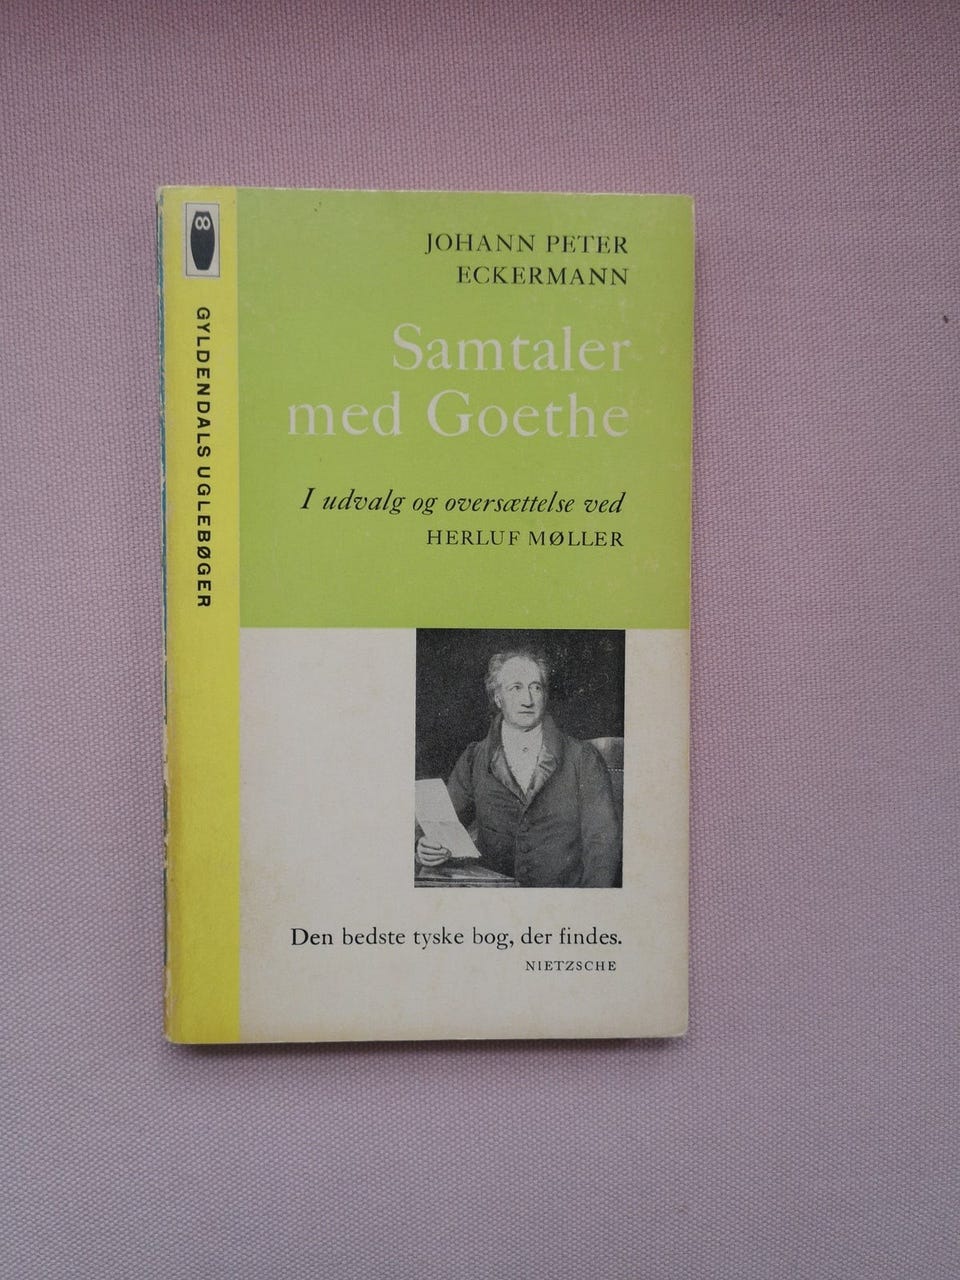 JOHANN PETER
ECKERMANN
Samtaler
med Goethe
I udvalg og oversættelse ved
HERLUF MØLLER
Den bedste tyske bog, der findes.
NIETZSCHE
GYLDENDALS UGLEBØGER